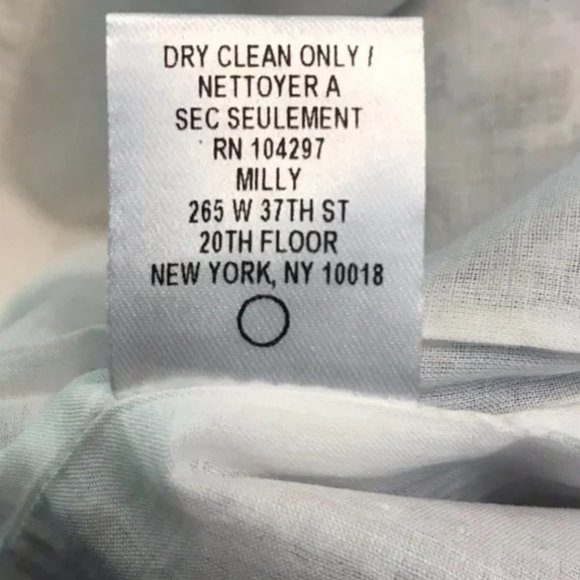 DRY CLEAN ONLY /
NETTOYER A
SEC SEULEMENT
RN 104297
MILLY
265 W 37TH ST
20TH FLOOR
NEW YORK, NY 10018